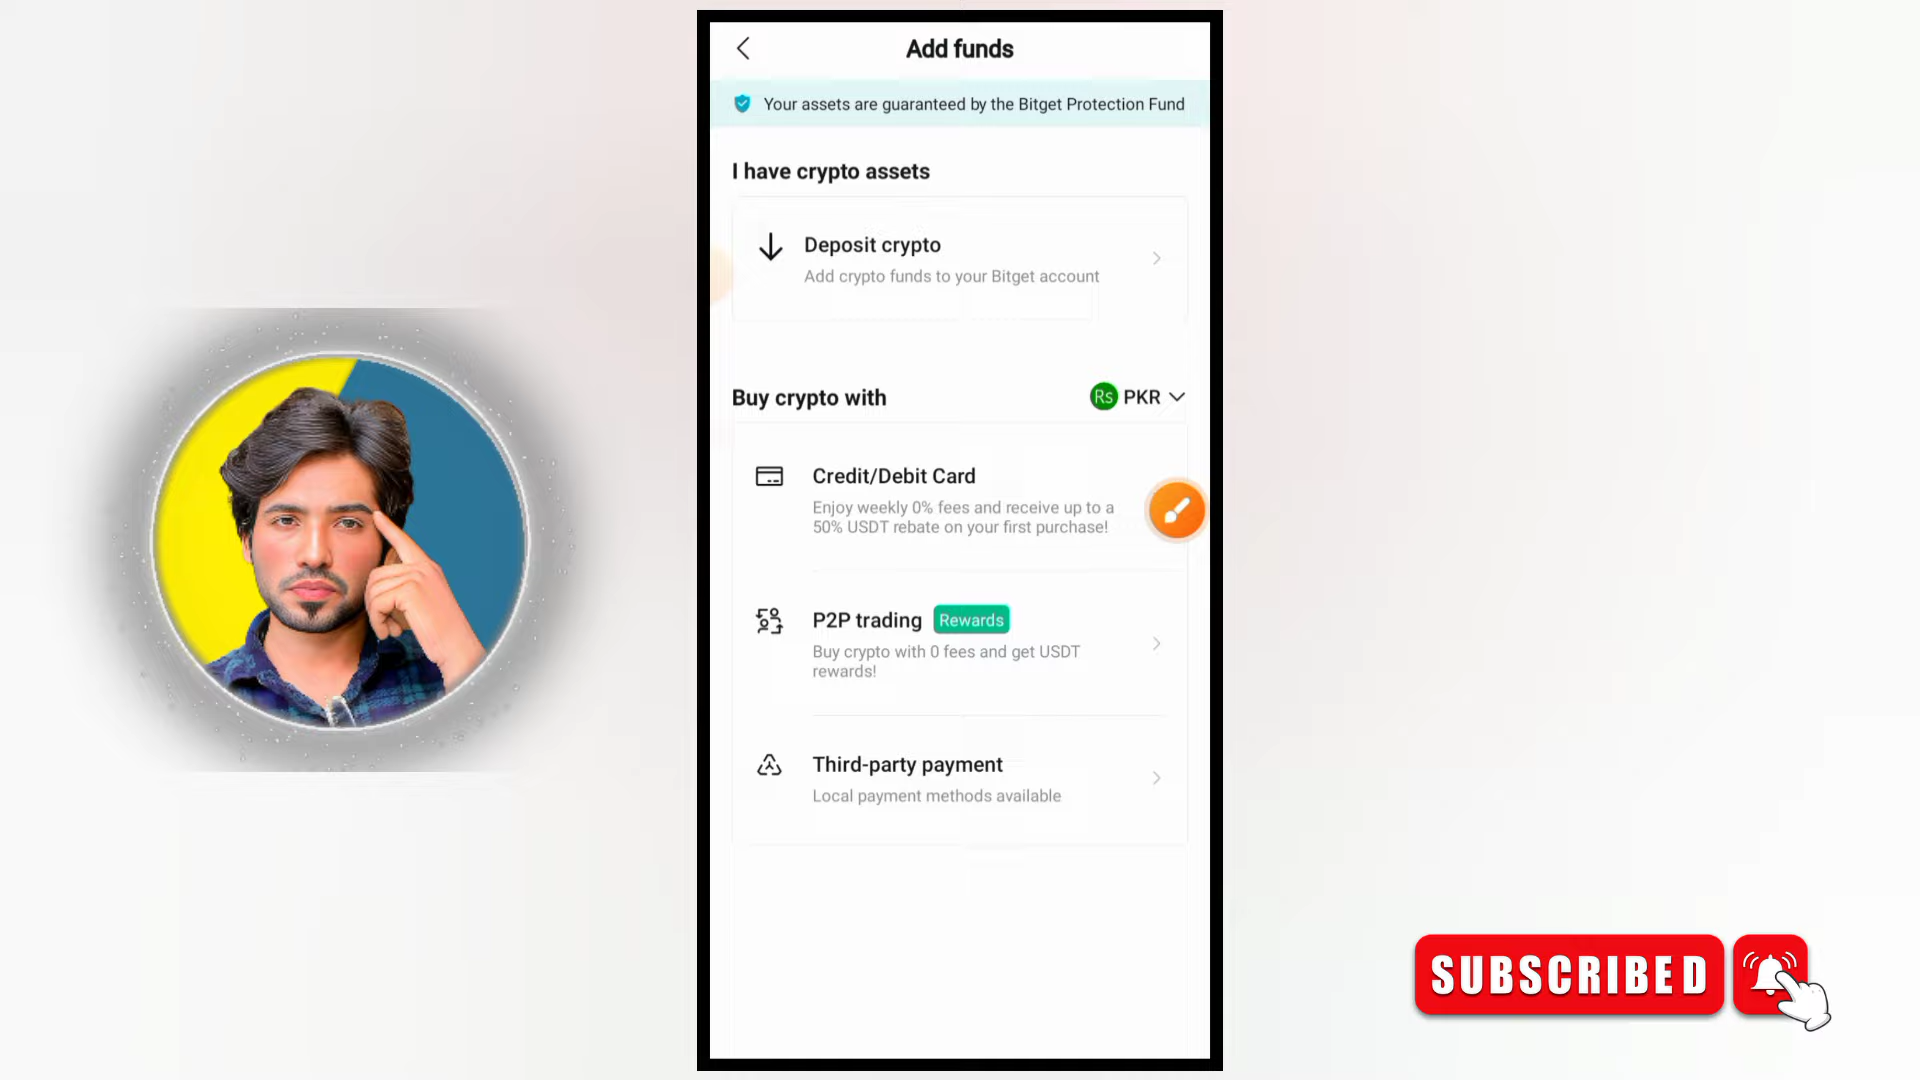 Add funds
Your assets are guaranteed by the Bitget Protection Fund
I have crypto assets
Deposit crypto
Add crypto funds to your Bitget account
Buy crypto with
Rs PKR
Credit/Debit Card
Enjoy weekly 0% fees and receive up to a
50% USDT rebate on your first purchase!
P2P trading Rewards
Buy crypto with 0 fees and get USDT
rewards!
Third-party payment
Local payment methods available
SUBSCRIBED